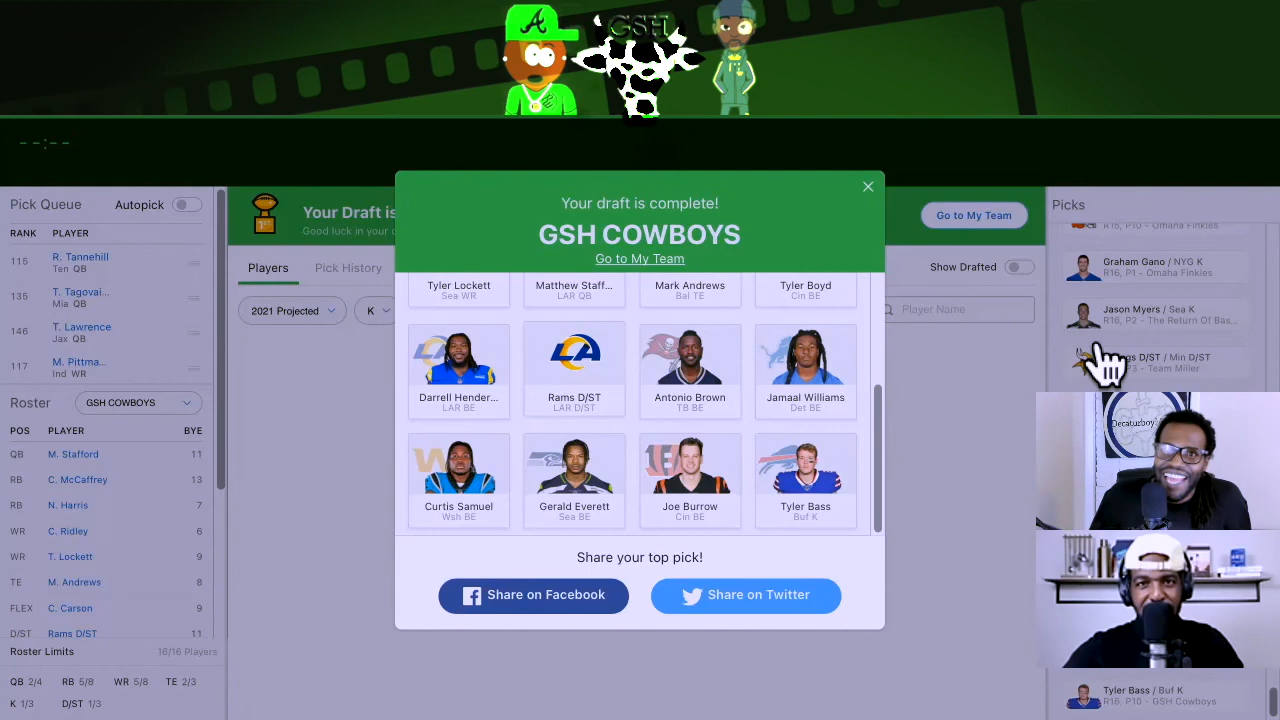 GSH
--:--
Pick Queue
Autopick
RANK PLAYER
115 R. Tannehill
Ten QB
135 T. Tagovai...
Mia QB
146 T. Lawrence
Jax QB
117 M. Pittma...
Ind WR
Roster
GSH COWBOYS
POS PLAYER BYE
QB M. Stafford 11
RB C. McCaffrey 13
RB N. Harris 7
WR C. Ridley 6
WR T. Lockett 9
TE M. Andrews 8
FLEX C. Carson 9
D/ST Rams D/ST 11
Roster Limits 16/16 Players
QB 2/4 RB 5/8 WR 5/8 TE 2/3
K 1/3 D/ST 1/3
1st
Your Draft is
Good luck in your
Go to My Team
Players
Pick History
Show Drafted
2021 Projected
K
Player Name
Your draft is complete!
GSH COWBOYS
Go to My Team
Tyler Lockett
Sea WR
Matthew Staff...
LAR QB
Mark Andrews
Bal TE
Tyler Boyd
Cin BE
Darrell Hender...
LAR BE
Rams D/ST
LAR D/ST
Antonio Brown
TB BE
Jamaal Williams
Det BE
Curtis Samuel
Wsh BE
Gerald Everett
Sea BE
Joe Burrow
Cin BE
Tyler Bass
Buf K
Share your top pick!
Share on Facebook
Share on Twitter
Picks
R15, P10 - Omaha Finkles
Graham Gano / NYG K
R16, P1 - Omaha Finkles
Jason Myers / Sea K
R16, P2 - The Return Of Bas...
gs D/ST / Min D/ST
P3 - Team Miller
Decaturboy
Tyler Bass / Buf K
R16, P10 - GSH Cowboys